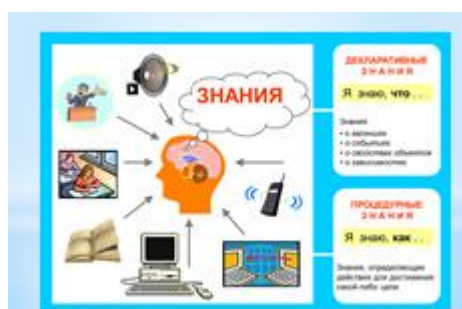 ЗНАНИЯ
ДЕКЛАРАТИВНЫЕ
ЗНАНИЯ
Я знаю, что . . .
Знания:
• о явлениях
• о событиях
• о свойствах объектов
• о зависимостях
ПРОЦЕДУРНЫЕ
ЗНАНИЯ
Я знаю, как . . .
Знания, определяющие
действия для достижения
какой-либо цели